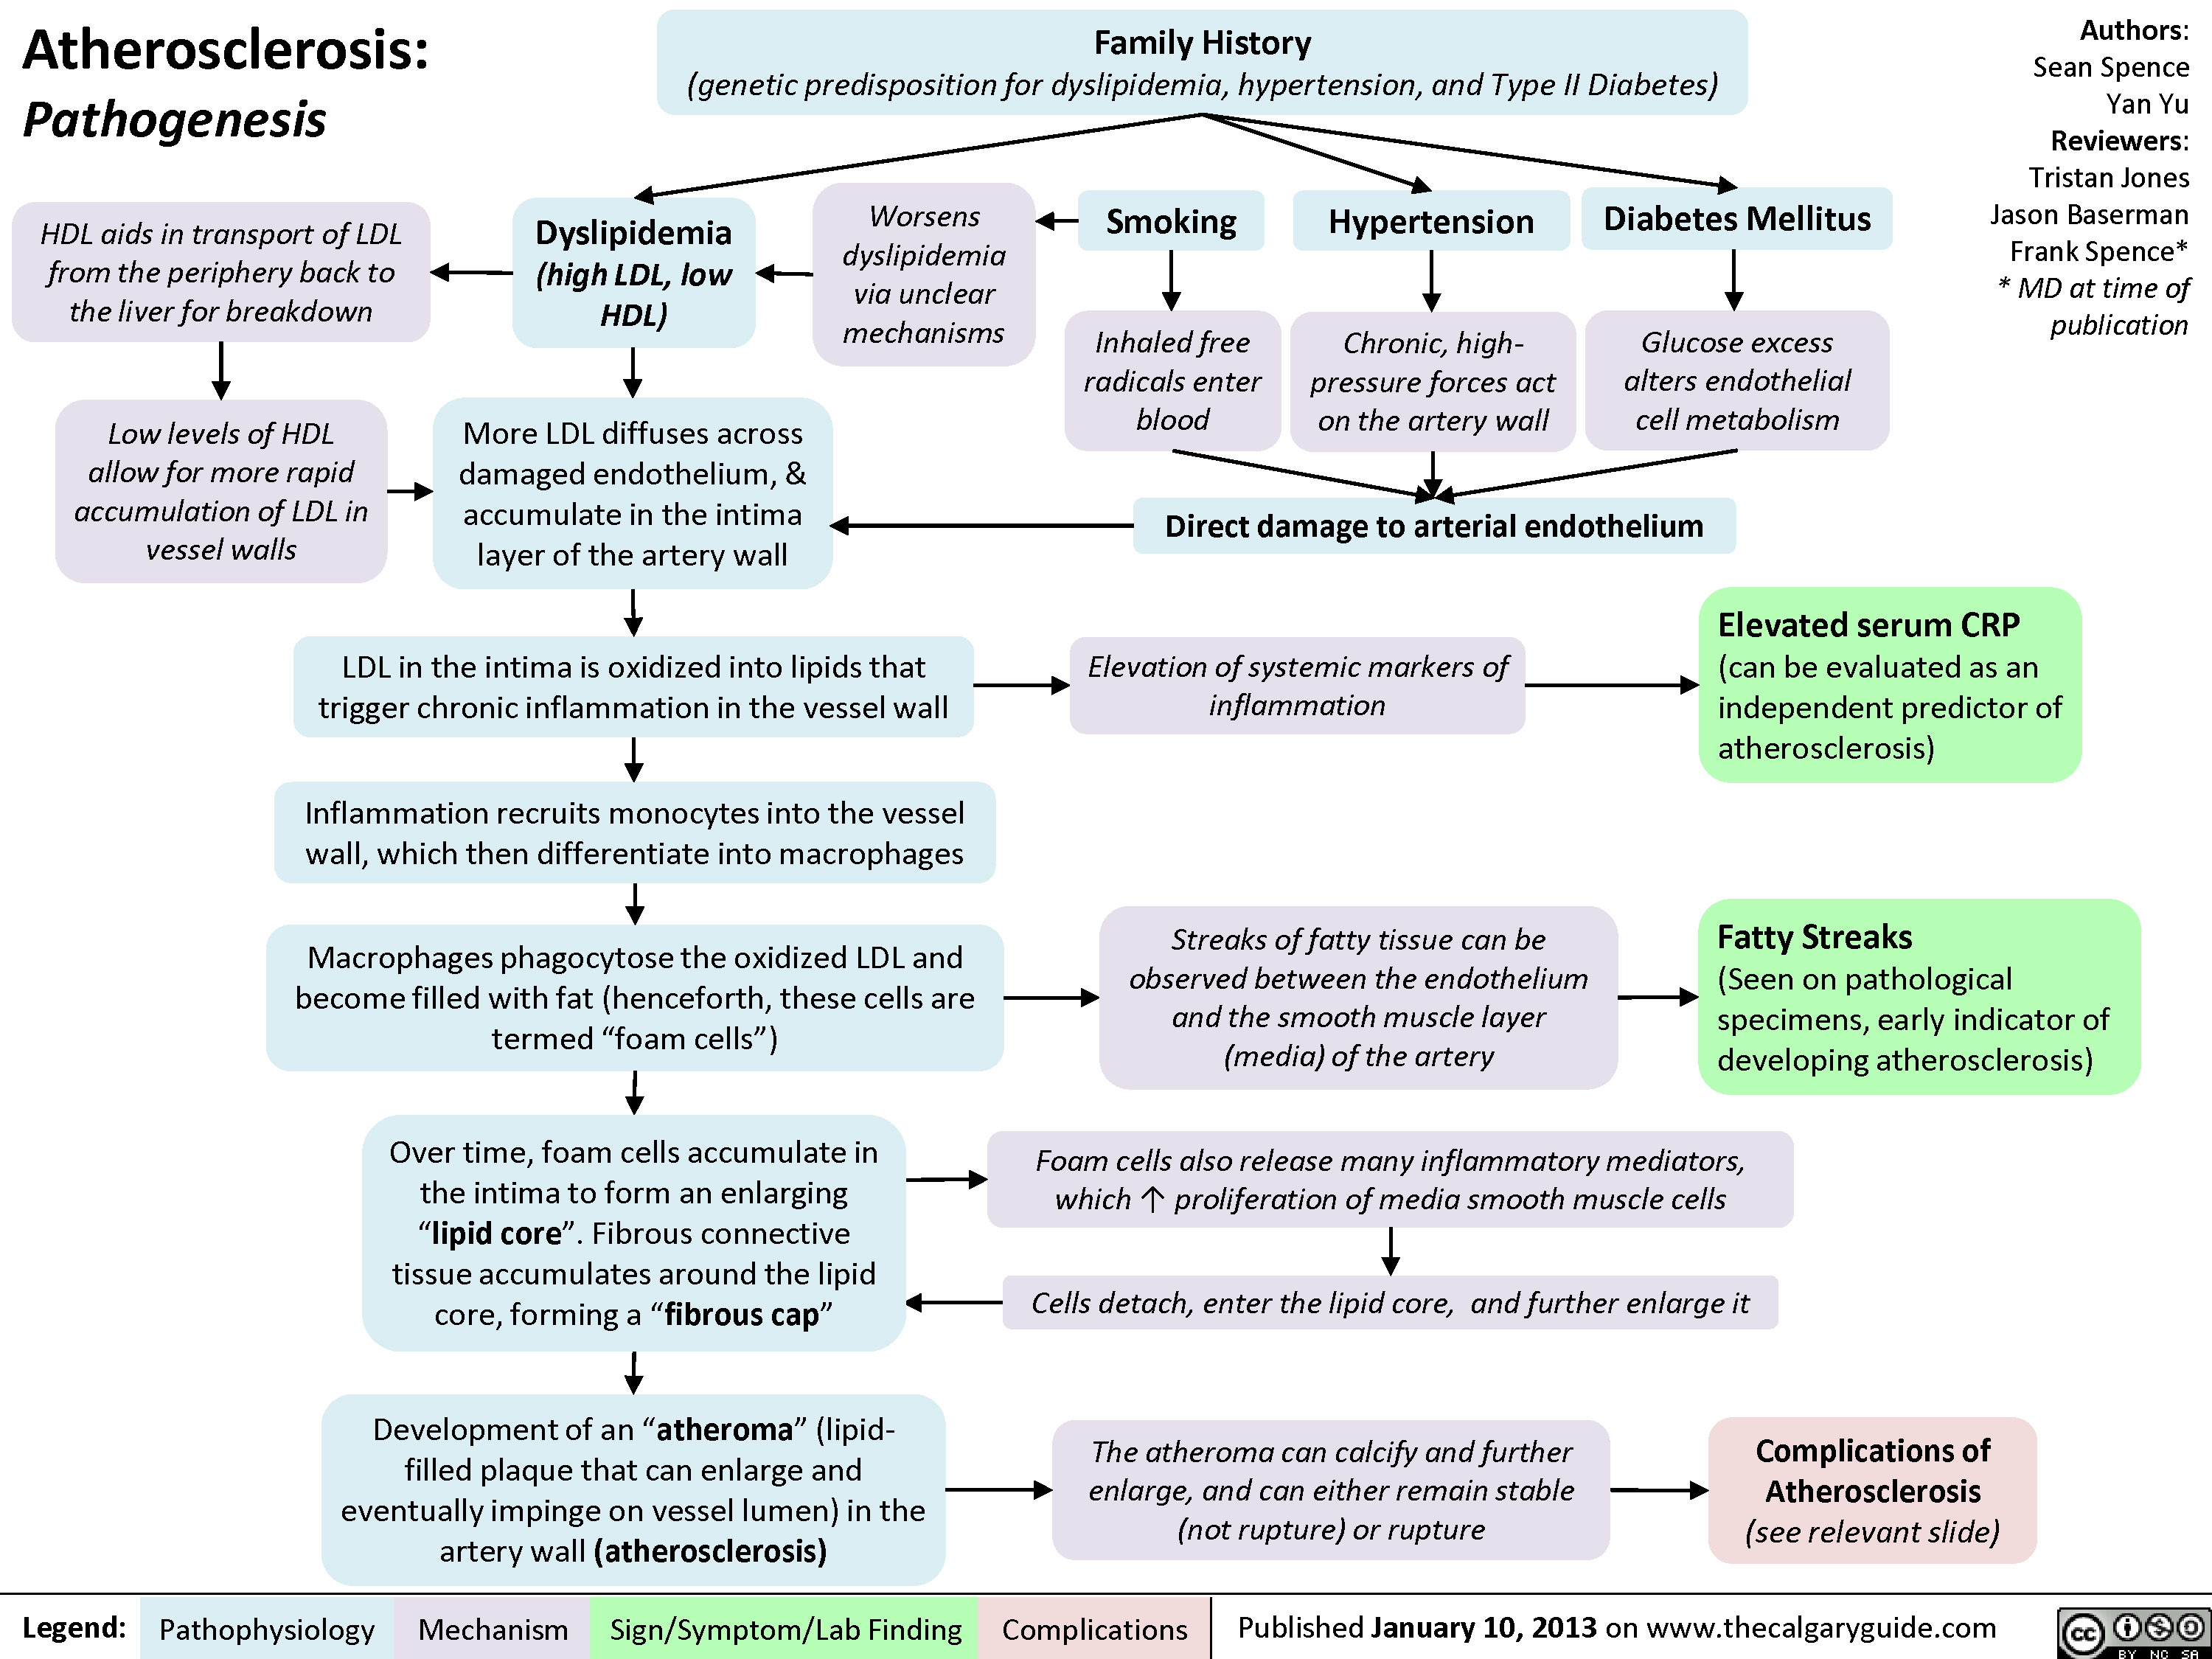 Atherosclerosis:
Pathogenesis
Family History
(genetic predisposition for dyslipidemia, hypertension, and Type II Diabetes)
Authors:
Sean Spence
Yan Yu
Reviewers:
Tristan Jones
Jason Baserman
Frank Spence*
* MD at time of
publication
HDL aids in transport of LDL
from the periphery back to
the liver for breakdown
Dyslipidemia
(high LDL, low
HDL)
Worsens
dyslipidemia
via unclear
mechanisms
Smoking
Hypertension
Diabetes Mellitus
Inhaled free
radicals enter
blood
Chronic, high-
pressure forces act
on the artery wall
Glucose excess
alters endothelial
cell metabolism
Low levels of HDL
allow for more rapid
accumulation of LDL in
vessel walls
More LDL diffuses across
damaged endothelium, &
accumulate in the intima
layer of the artery wall
Direct damage to arterial endothelium
LDL in the intima is oxidized into lipids that
trigger chronic inflammation in the vessel wall
Elevation of systemic markers of
inflammation
Elevated serum CRP
(can be evaluated as an
independent predictor of
atherosclerosis)
Inflammation recruits monocytes into the vessel
wall, which then differentiate into macrophages
Macrophages phagocytose the oxidized LDL and
become filled with fat (henceforth, these cells are
termed “foam cells”)
Streaks of fatty tissue can be
observed between the endothelium
and the smooth muscle layer
(media) of the artery
Fatty Streaks
(Seen on pathological
specimens, early indicator of
developing atherosclerosis)
Over time, foam cells accumulate in
the intima to form an enlarging
“lipid core”. Fibrous connective
tissue accumulates around the lipid
core, forming a “fibrous cap”
Foam cells also release many inflammatory mediators,
which ↑ proliferation of media smooth muscle cells
Cells detach, enter the lipid core, and further enlarge it
Development of an “atheroma” (lipid-
filled plaque that can enlarge and
eventually impinge on vessel lumen) in the
artery wall (atherosclerosis)
The atheroma can calcify and further
enlarge, and can either remain stable
(not rupture) or rupture
Complications of
Atherosclerosis
(see relevant slide)
Legend: Pathophysiology Mechanism Sign/Symptom/Lab Finding Complications
Published January 10, 2013 on www.thecalgaryguide.com
cc
BY NC SA